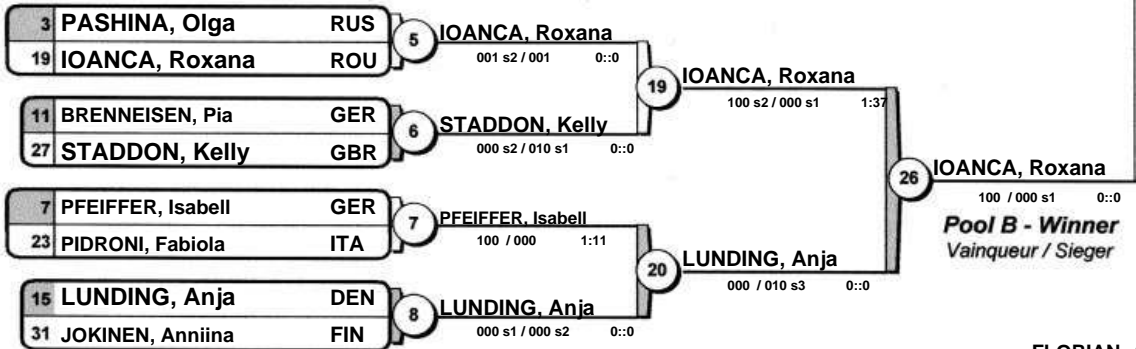 3 PASHINA, Olga RUS
19 IOANCA, Roxana ROU
5
IOANCA, Roxana
001 s2 / 001 0::0
11 BRENNEISEN, Pia GER
27 STADDON, Kelly GBR
6
STADDON, Kelly
000 s2 / 010 s1 0::0
19
IOANCA, Roxana
100 s2 / 000 s1 1:37
7 PFEIFFER, Isabell GER
23 PIDRONI, Fabiola ITA
7
PFEIFFER, Isabell
100 / 000 1:11
15 LUNDING, Anja DEN
31 JOKINEN, Anniina FIN
8
LUNDING, Anja
000 s1 / 000 s2 0::0
20
LUNDING, Anja
000 / 010 s3 0::0
26
IOANCA, Roxana
100 / 000 s1 0::0
Pool B - Winner
Vainqueur / Sieger